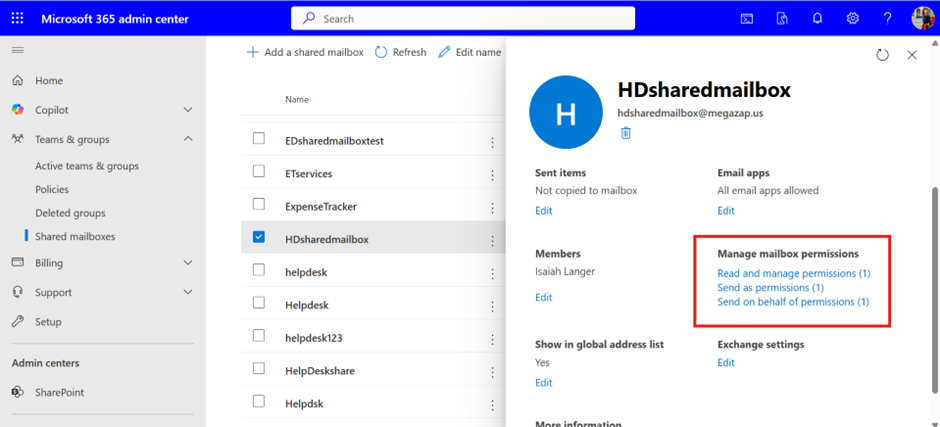 Microsoft 365 admin center
Search
Home
Copilot
Teams & groups
Active teams & groups
Policies
Deleted groups
Shared mailboxes
Billing
Support
Setup
Admin centers
SharePoint
Add a shared mailbox Refresh Edit name
Name
EDsharedmailboxtest
ETservices
ExpenseTracker
HDsharedmailbox
helpdesk
Helpdesk
helpdesk123
HelpDeskshare
Helpdsk
H
HDsharedmailbox
hdsharedmailbox@megazap.us
Sent items
Not copied to mailbox
Edit
Email apps
All email apps allowed
Edit
Members
Isaiah Langer
Edit
Manage mailbox permissions
Read and manage permissions (1)
Send as permissions (1)
Send on behalf of permissions (1)
Show in global address list
Yes
Edit
Exchange settings
Edit
More information